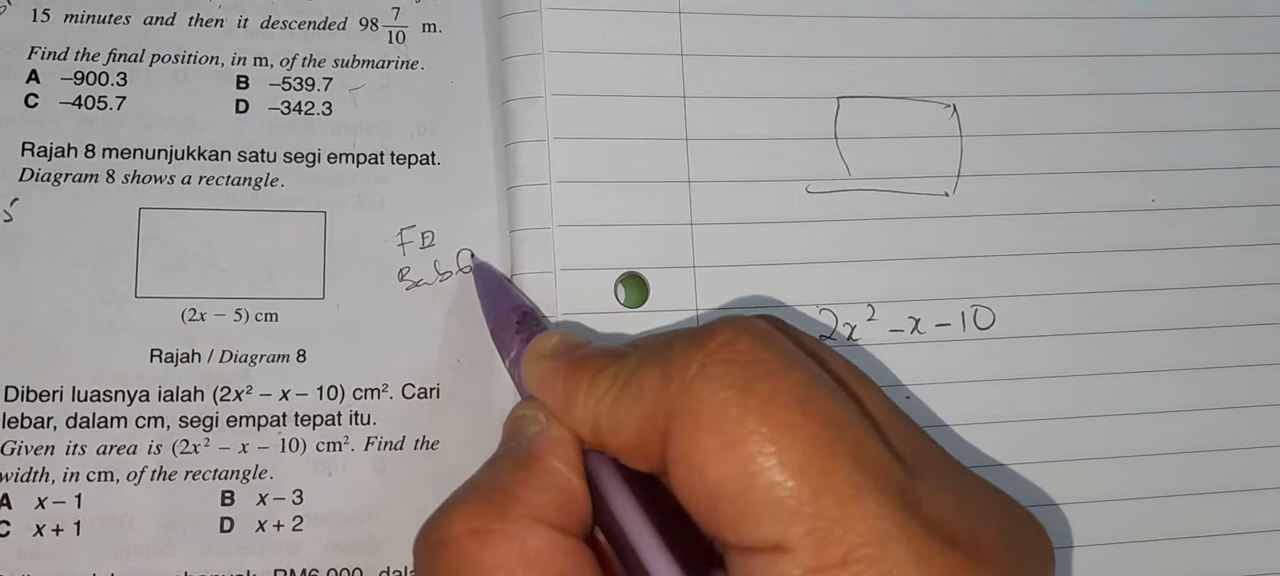 15 minutes and then it descended 98 7/10 m.
Find the final position, in m, of the submarine.
A –900.3 B –539.7
C –405.7 D –342.3
Rajah 8 menunjukkan satu segi empat tepat.
Diagram 8 shows a rectangle.
(2x – 5) cm
Rajah / Diagram 8
Diberi luasnya ialah (2x² – x – 10) cm². Cari
lebar, dalam cm, segi empat tepat itu.
Given its area is (2x² – x – 10) cm². Find the
width, in cm, of the rectangle.
A x – 1 B x – 3
C x + 1 D x + 2
RM6 000
Bab
2x² – x – 10